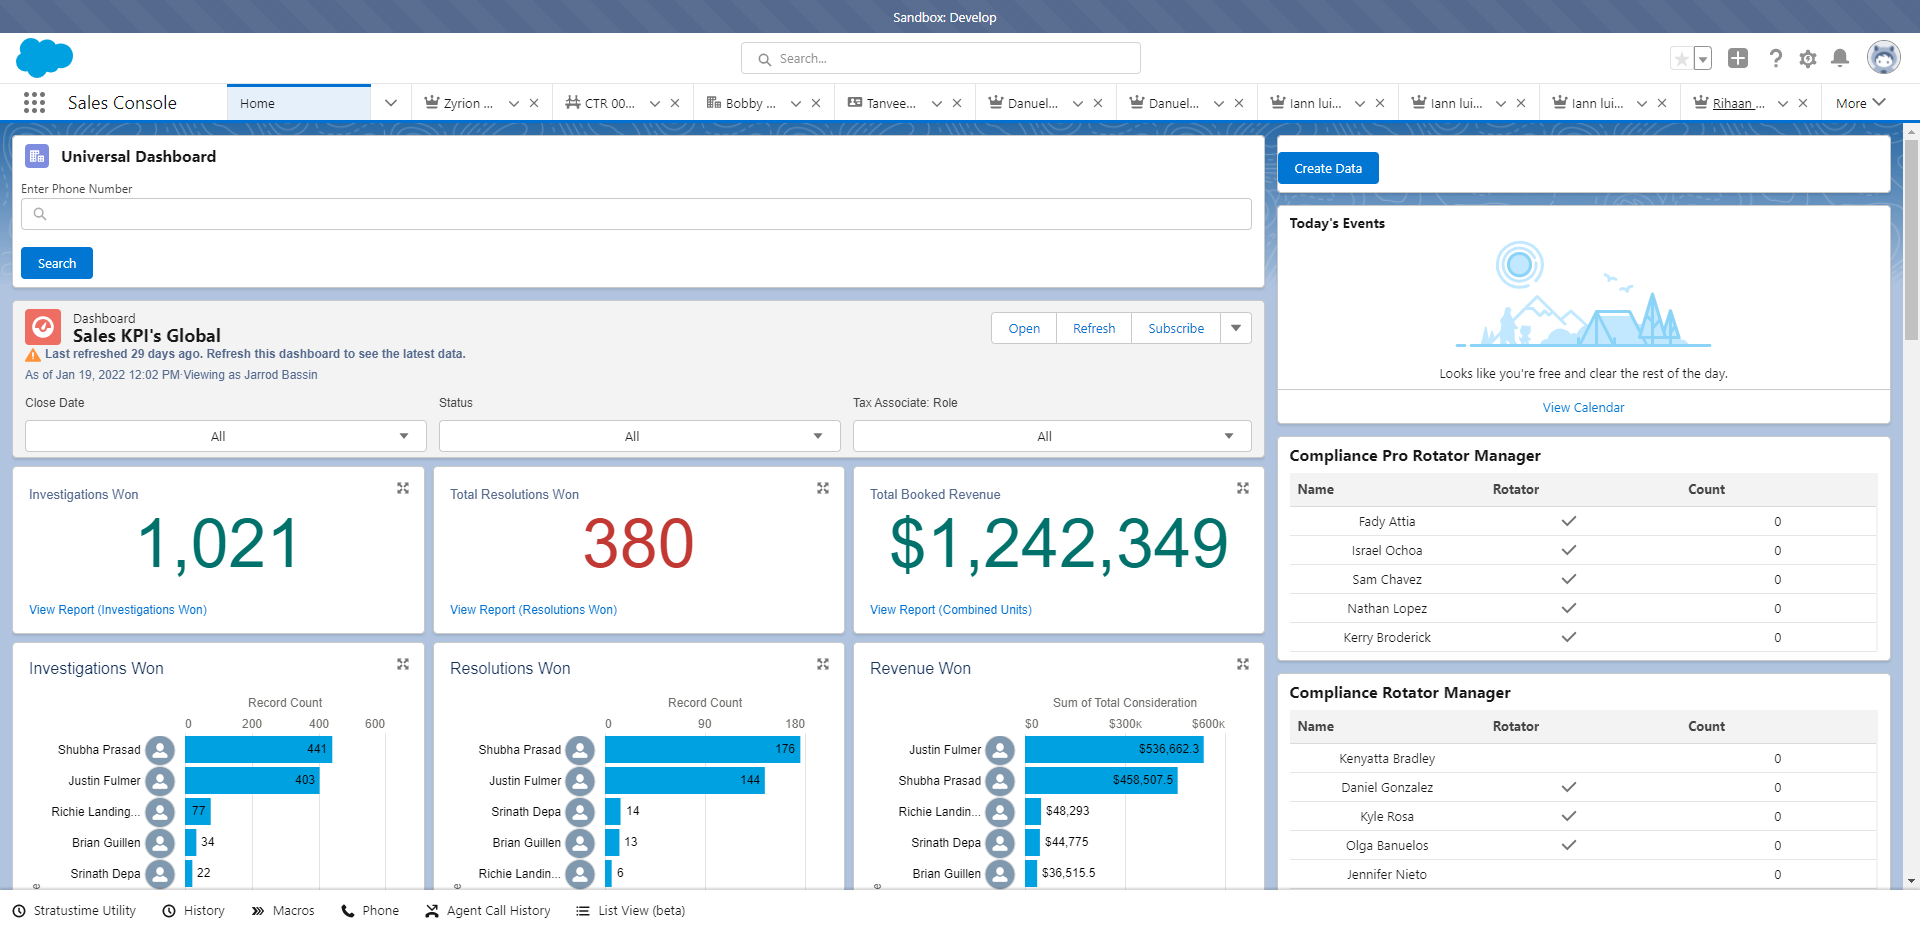 Sandbox: Develop
Search...
Sales Console
Home
Zyrion ...
CTR 00...
Bobby ...
Tanvee...
Danuel...
Danuel...
Iann lui...
Iann lui...
Iann lui...
Rihaan ...
More
Universal Dashboard
Enter Phone Number
Search
Dashboard
Sales KPI's Global
Last refreshed 29 days ago. Refresh this dashboard to see the latest data.
As of Jan 19, 2022 12:02 PM·Viewing as Jarrod Bassin
Open
Refresh
Subscribe
Close Date
Status
Tax Associate: Role
All
All
All
Investigations Won
1,021
View Report (Investigations Won)
Total Resolutions Won
380
View Report (Resolutions Won)
Total Booked Revenue
$1,242,349
View Report (Combined Units)
Investigations Won
Record Count
0 200 400 600
Shubha Prasad 441
Justin Fulmer 403
Richie Landing... 77
Brian Guillen 34
Srinath Depa 22
e
Resolutions Won
Record Count
0 90 180
Shubha Prasad 176
Justin Fulmer 144
Srinath Depa 14
Brian Guillen 13
Richie Landin... 6
e
Revenue Won
Sum of Total Consideration
$0 $300K $600K
Justin Fulmer $536,662.3
Shubha Prasad $458,507.5
Richie Landin... $48,293
Srinath Depa $44,775
Brian Guillen $36,515.5
e
Create Data
Today's Events
Looks like you're free and clear the rest of the day.
View Calendar
Compliance Pro Rotator Manager
Name Rotator Count
Fady Attia 0
Israel Ochoa 0
Sam Chavez 0
Nathan Lopez 0
Kerry Broderick 0
Compliance Rotator Manager
Name Rotator Count
Kenyatta Bradley 0
Daniel Gonzalez 0
Kyle Rosa 0
Olga Banuelos 0
Jennifer Nieto 0
Stratustime Utility
History
Macros
Phone
Agent Call History
List View (beta)